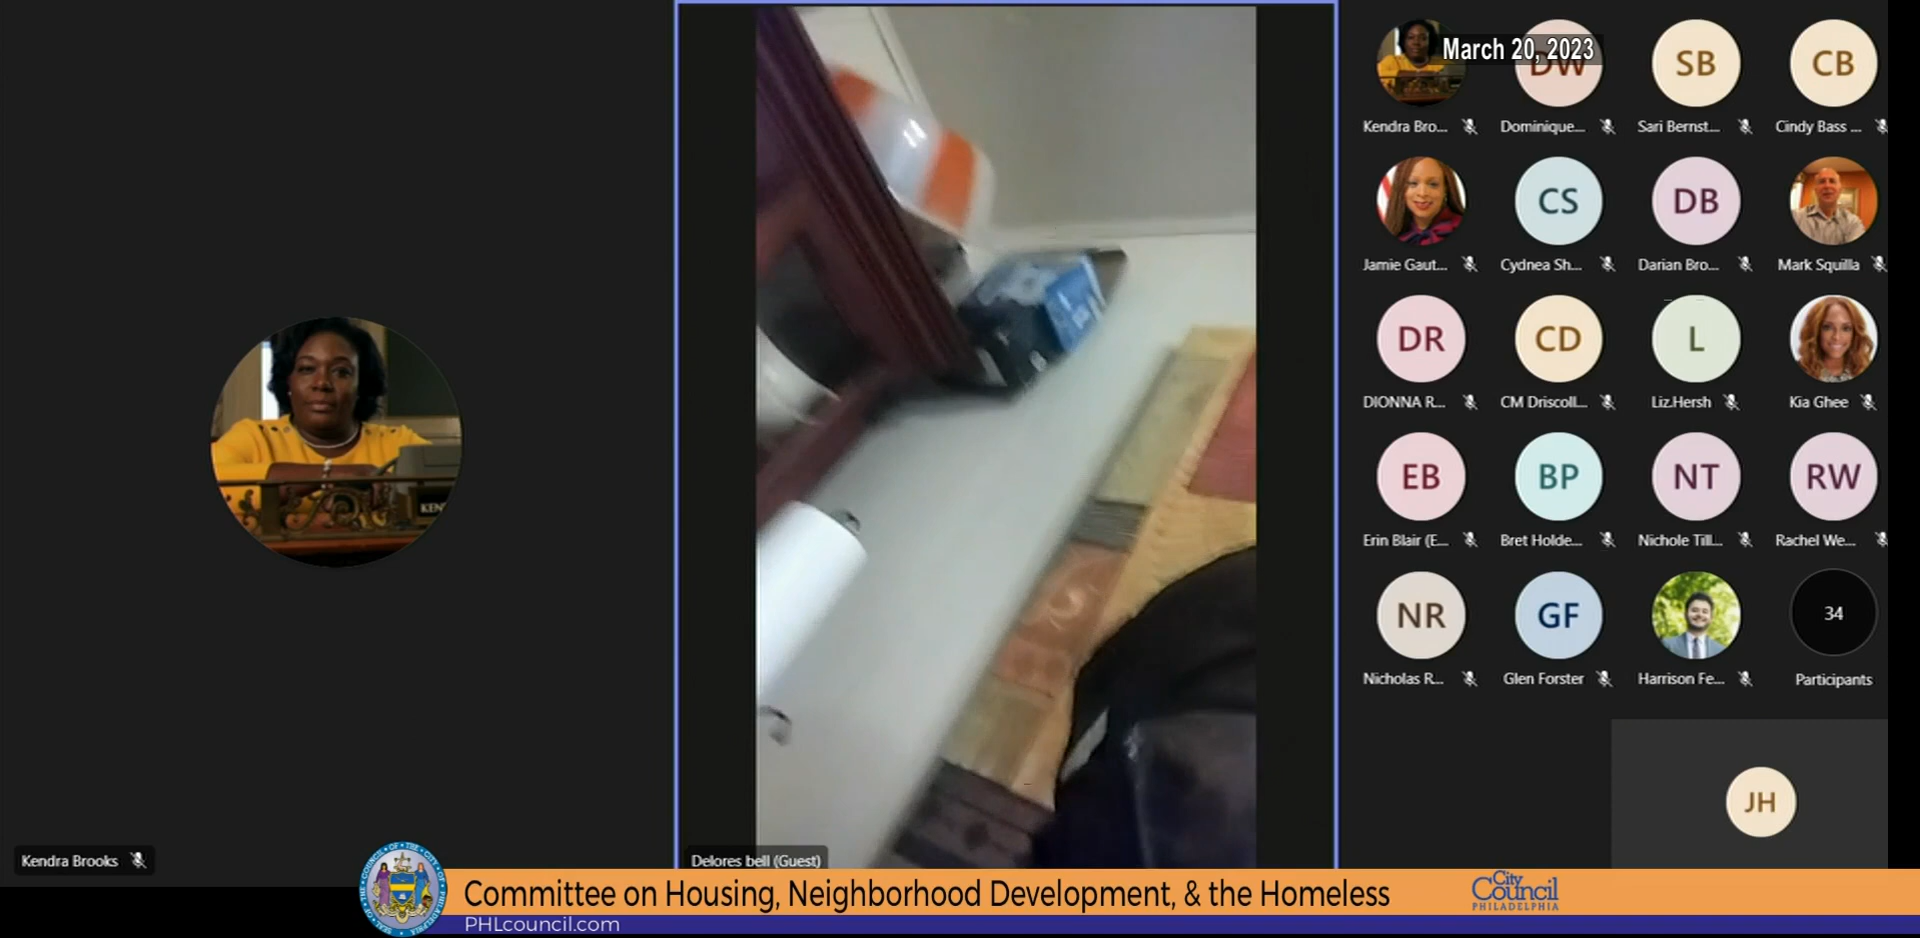 March 20, 2023
DW
SB
CB
Kendra Bro...
Dominique...
Sari Bernst...
Cindy Bass ...
CS
DB
Jamie Gaut...
Cydnea Sh...
Darian Bro...
Mark Squilla
DR
CD
L
DIONNA R...
CM Driscoll...
Liz.Hersh
Kia Ghee
EB
BP
NT
RW
Erin Blair (E...
Bret Holde...
Nichole Till...
Rachel We...
NR
GF
34
Nicholas R...
Glen Forster
Harrison Fe...
Participants
JH
KEN
Kendra Brooks
Delores bell (Guest)
Committee on Housing, Neighborhood Development, & the Homeless
City
Council
PHILADELPHIA
PHLcouncil.com